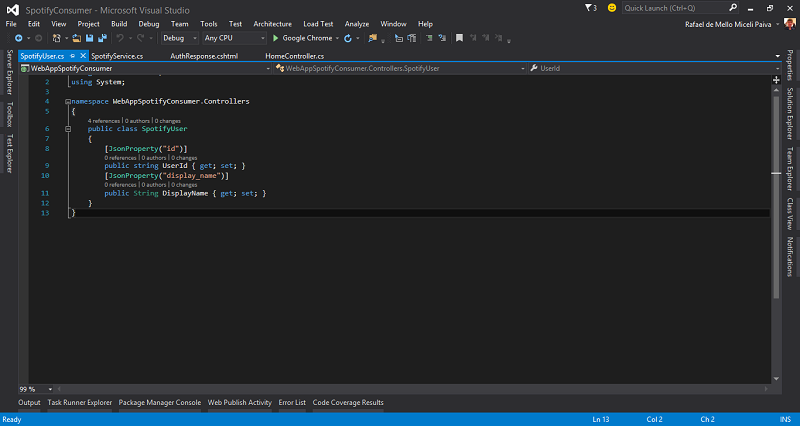 SpotifyConsumer - Microsoft Visual Studio
3
Quick Launch (Ctrl+Q)
File Edit View Project Build Debug Team Tools Test Architecture Load Test Analyze Window Help
Rafael de Mello Miceli Paiva
Debug Any CPU Google Chrome
SpotifyUser.cs SpotifyService.cs AuthResponse.cshtml HomeController.cs
WebAppSpotifyConsumer WebAppSpotifyConsumer.Controllers.SpotifyUser UserId
2 using System;
3
4 namespace WebAppSpotifyConsumer.Controllers
5 {
4 references | 0 authors | 0 changes
6 public class SpotifyUser
7 {
8 [JsonProperty("id")]
0 references | 0 authors | 0 changes
9 public string UserId { get; set; }
10 [JsonProperty("display_name")]
0 references | 0 authors | 0 changes
11 public String DisplayName { get; set; }
12 }
13 }
Server Explorer
Toolbox
Test Explorer
Properties
Solution Explorer
Team Explorer
Class View
Notifications
99 %
Output Task Runner Explorer Package Manager Console Web Publish Activity Error List Code Coverage Results
Ready Ln 13 Col 2 Ch 2 INS